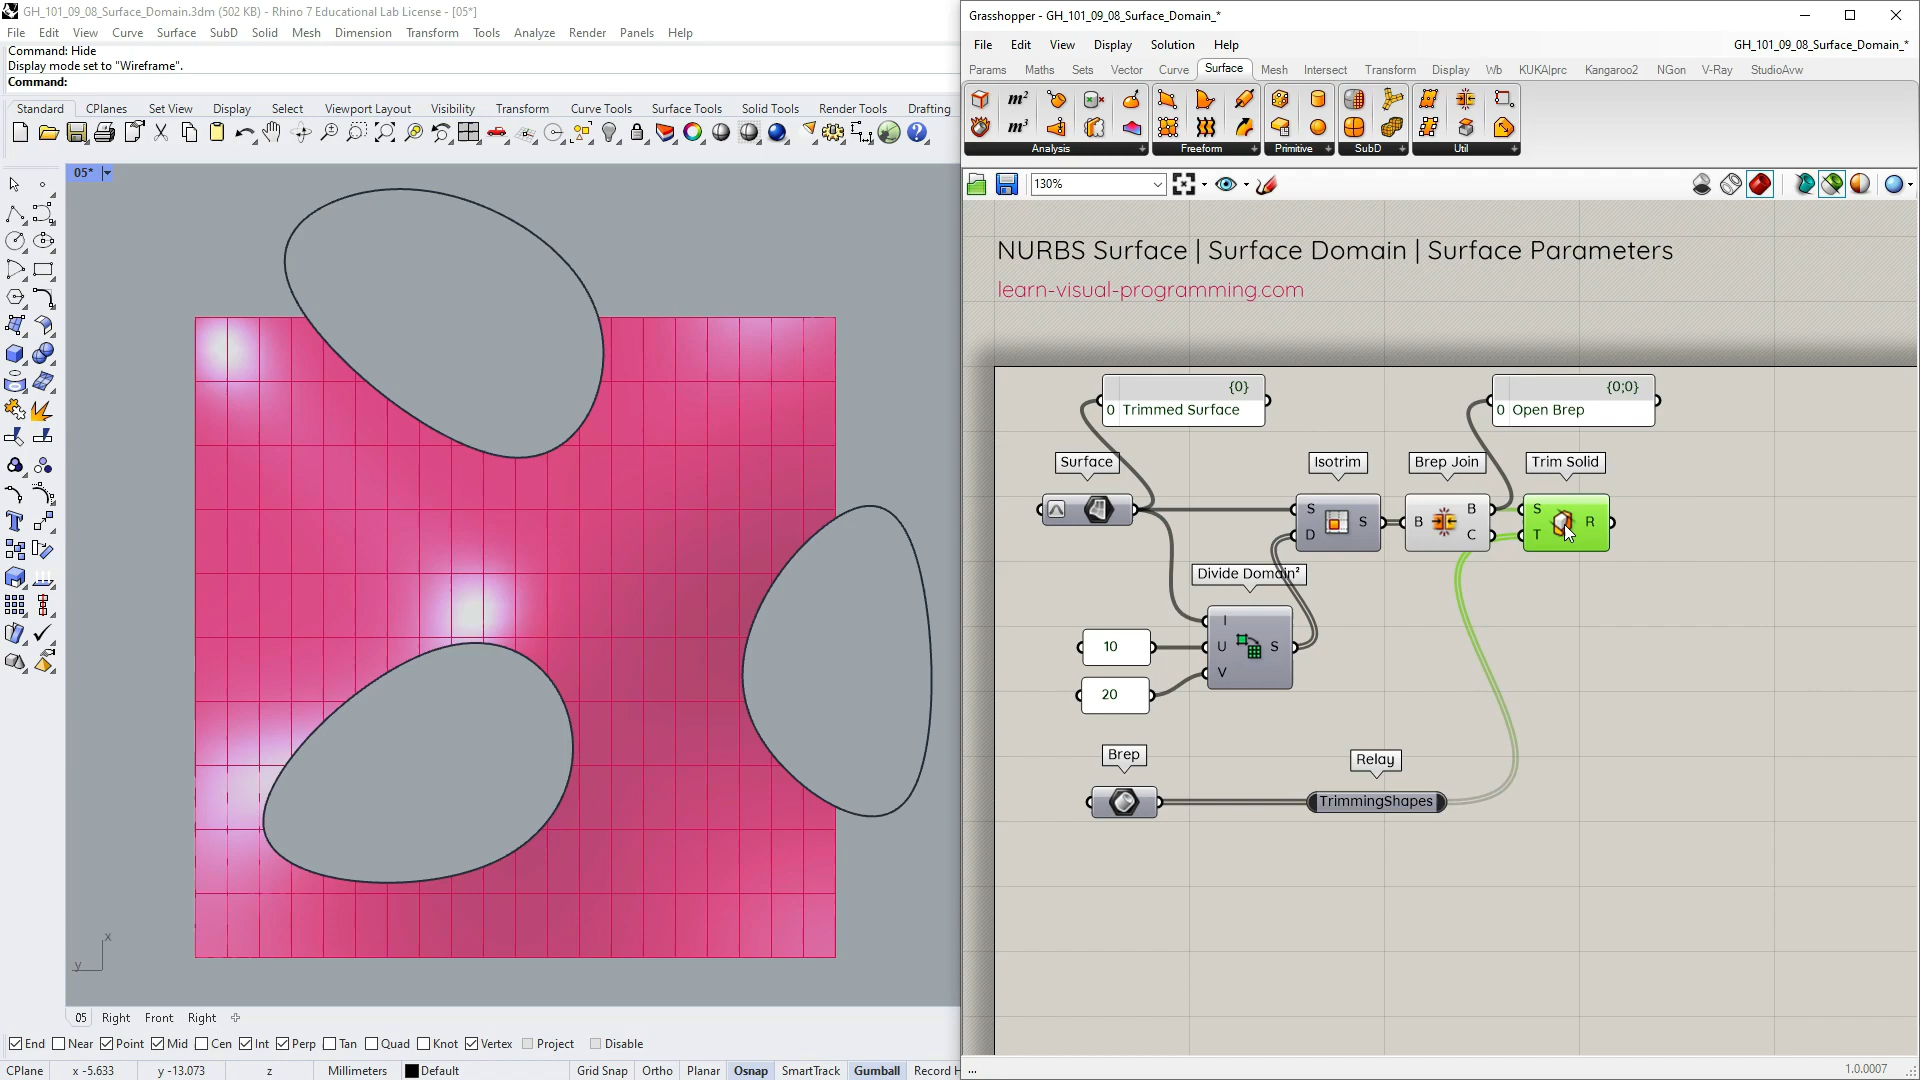 GH_101_09_08_Surface_Domain.3dm (502 KB) - Rhino 7 Educational Lab License - [05*]
File Edit View Curve Surface SubD Solid Mesh Dimension Transform Tools Analyze Render Panels Help
Command: Hide
Display mode set to "Wireframe".
Command:
Standard CPlanes Set View Display Select Viewport Layout Visibility Transform Curve Tools Surface Tools Solid Tools Render Tools Drafting
05*
x
y
05 Right Front Right
End Near Point Mid Cen Int Perp Tan Quad Knot Vertex Project Disable
CPlane x -5.633 y -13.073 z Millimeters Default Grid Snap Ortho Planar Osnap SmartTrack Gumball Record H
Grasshopper - GH_101_09_08_Surface_Domain_*
File Edit View Display Solution Help GH_101_09_08_Surface_Domain_*
Params Maths Sets Vector Curve Surface Mesh Intersect Transform Display Wb KUKA|prc Kangaroo2 NGon V-Ray StudioAvw
m²
m³
Analysis Freeform Primitive SubD Util
130%
NURBS Surface | Surface Domain | Surface Parameters
learn-visual-programming.com
{0}
0 Trimmed Surface
{0;0}
0 Open Brep
Surface Isotrim Brep Join Trim Solid
S D S
B B C
S T R
Divide Domain²
I U V S
10
20
Brep Relay
TrimmingShapes
... 1.0.0007